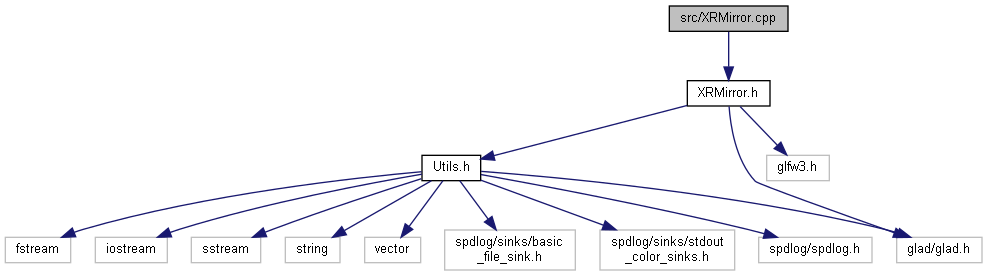 src/XRMirror.cpp
XRMirror.h
Utils.h
glfw3.h
fstream
iostream
sstream
string
vector
spdlog/sinks/basic
_file_sink.h
spdlog/sinks/stdout
_color_sinks.h
spdlog/spdlog.h
glad/glad.h